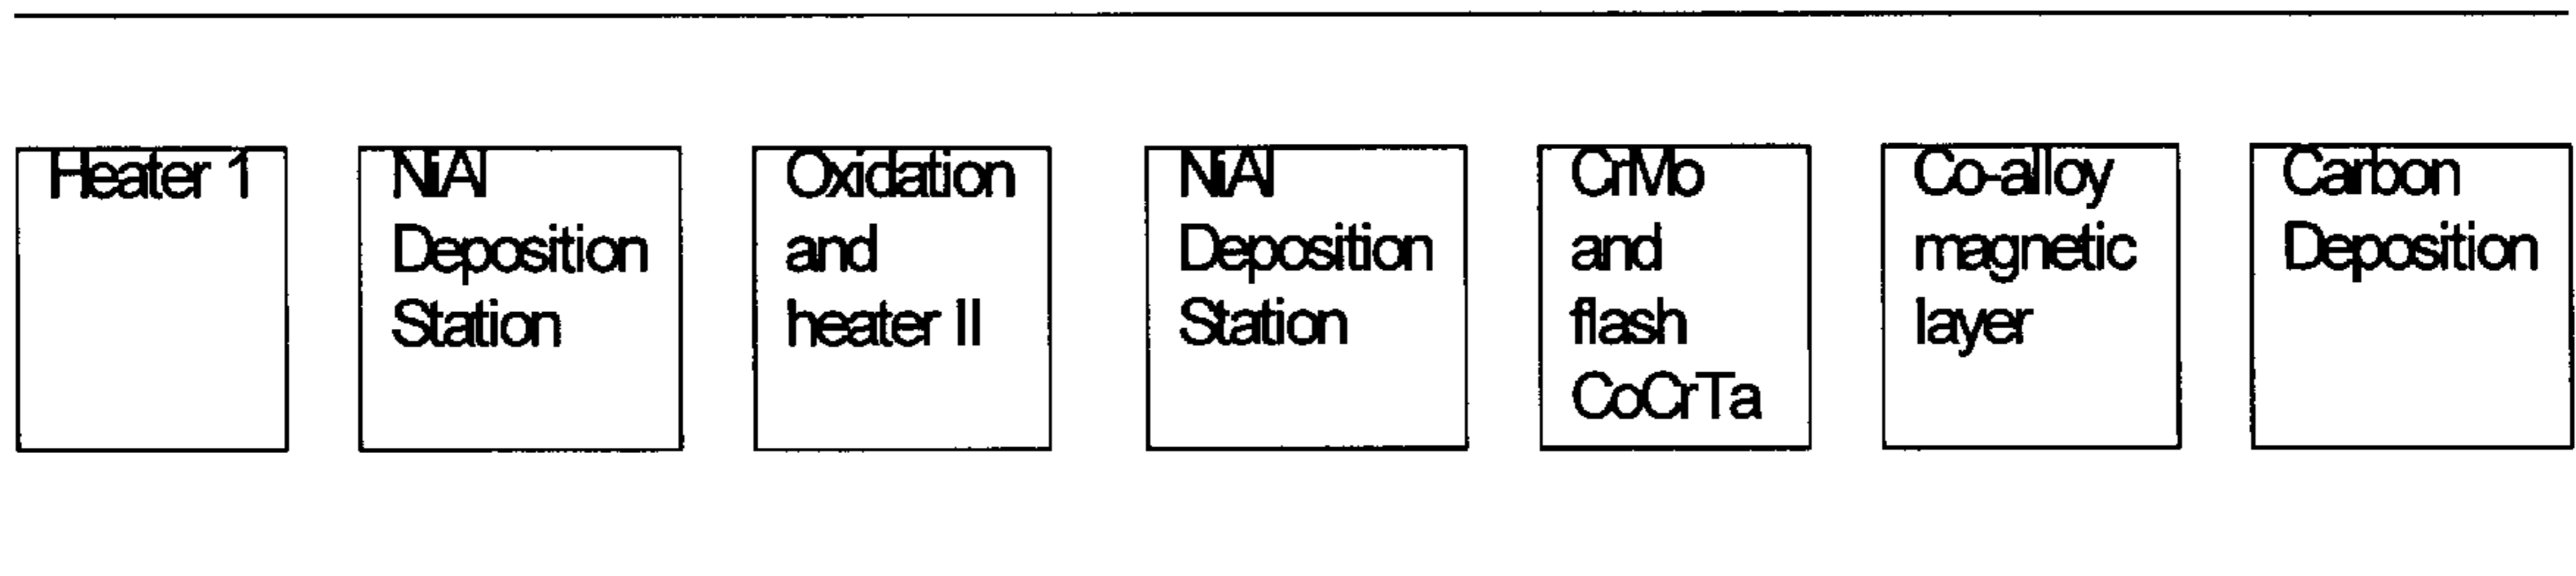 Heater 1
NiAl
Deposition
Station
Oxidation
and
heater II
NiAl
Deposition
Station
CrMo
and
flash
CoCrTa
Co-alloy
magnetic
layer
Carbon
Deposition